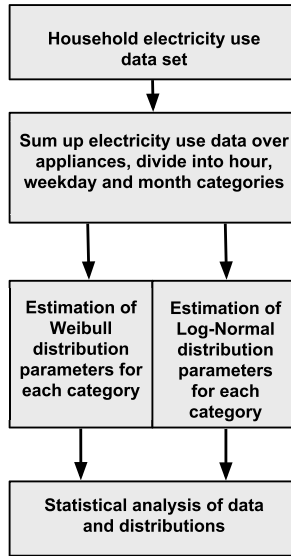 Household electricity use
data set
Sum up electricity use data over
appliances, divide into hour,
weekday and month categories
Estimation of
Weibull
distribution
parameters for
each category
Estimation of
Log-Normal
distribution
parameters
for each
category
Statistical analysis of data
and distributions